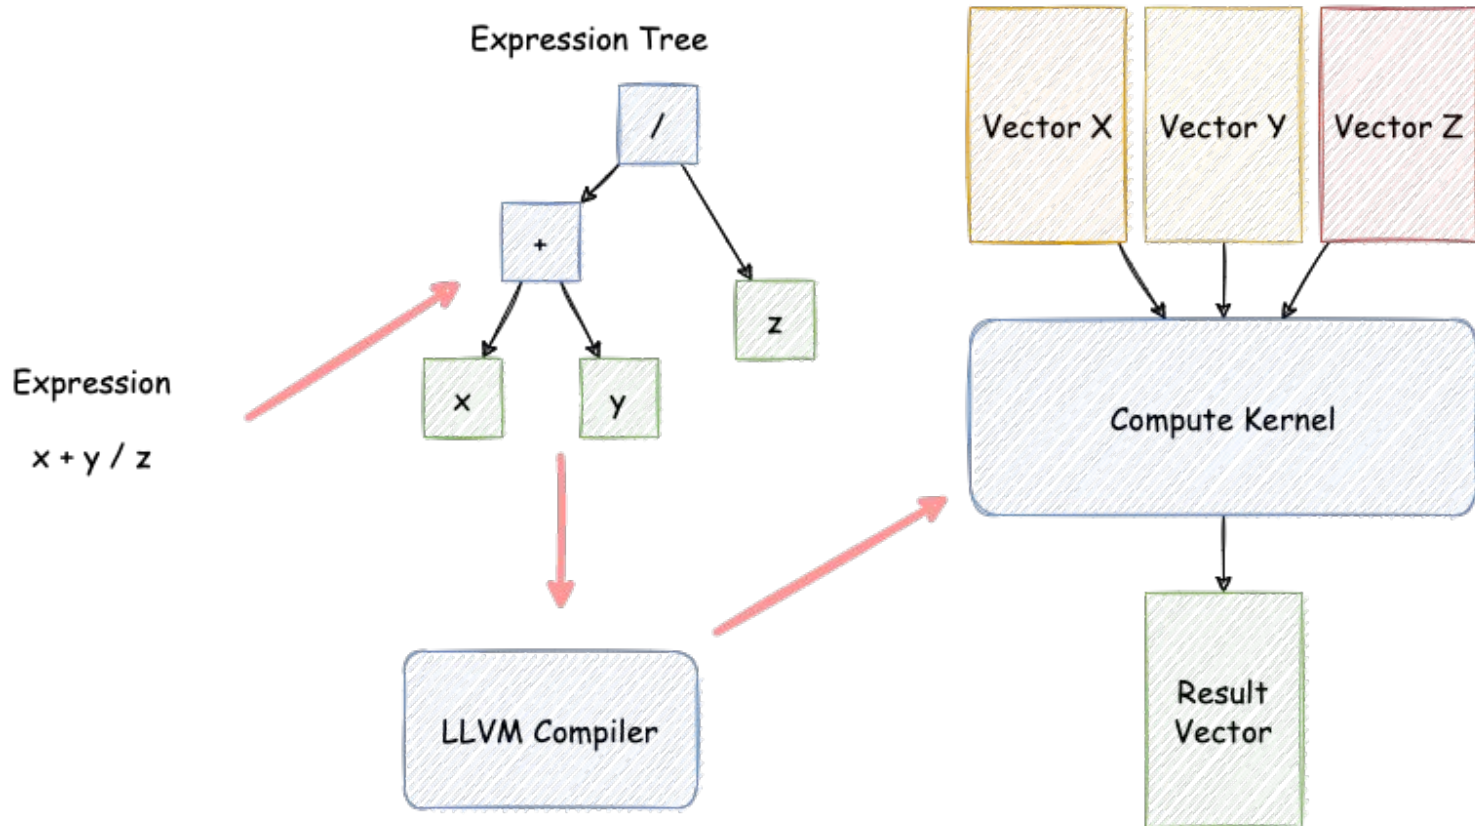 Expression Tree
/
+
x
y
z
Expression
x + y / z
LLVM Compiler
Vector X
Vector Y
Vector Z
Compute Kernel
Result
Vector